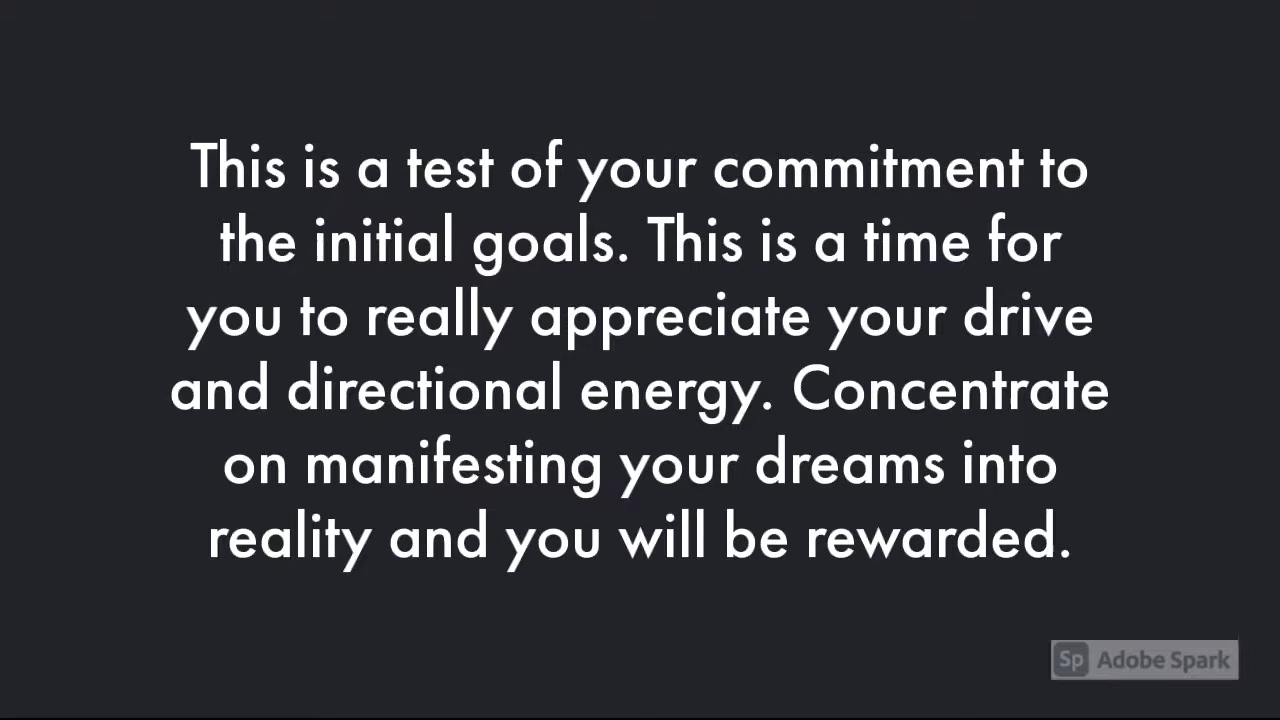 This is a test of your commitment to
the initial goals. This is a time for
you to really appreciate your drive
and directional energy. Concentrate
on manifesting your dreams into
reality and you will be rewarded.
Sp Adobe Spark